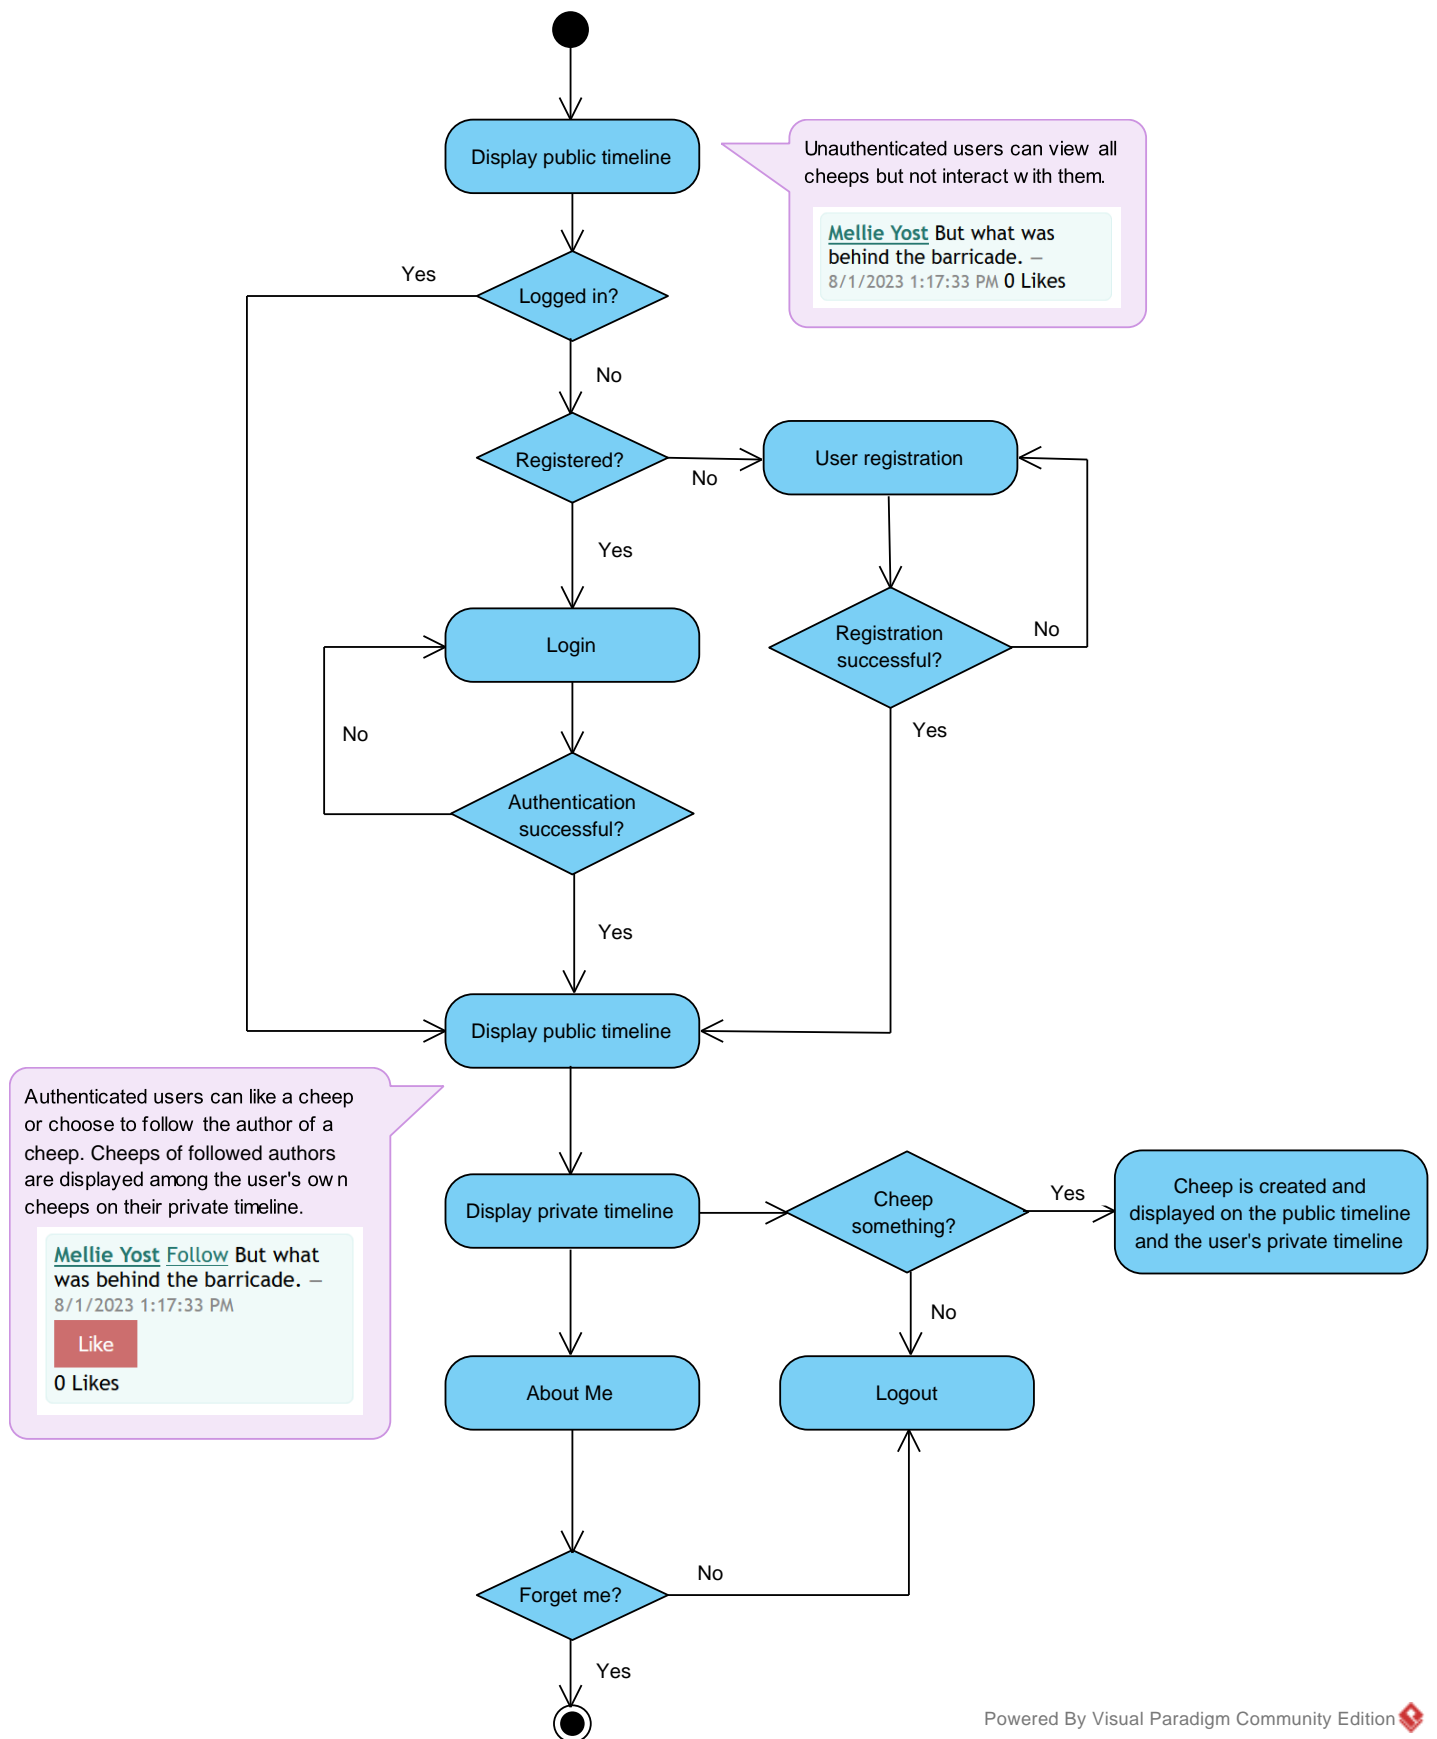 Display public timeline
Unauthenticated users can view all
cheeps but not interact with them.
Mellie Yost But what was
behind the barricade. —
8/1/2023 1:17:33 PM 0 Likes
Yes
Logged in?
No
Registered?
No
User registration
Yes
Login
Registration
successful?
No
No
Yes
Authentication
successful?
Yes
Display public timeline
Authenticated users can like a cheep
or choose to follow the author of a
cheep. Cheeps of followed authors
are displayed among the user's own
cheeps on their private timeline.
Mellie Yost Follow But what
was behind the barricade. —
8/1/2023 1:17:33 PM
Like
0 Likes
Display private timeline
Cheep
something?
Yes
Cheep is created and
displayed on the public timeline
and the user's private timeline
No
About Me
Logout
Forget me?
No
Yes
Powered By Visual Paradigm Community Edition